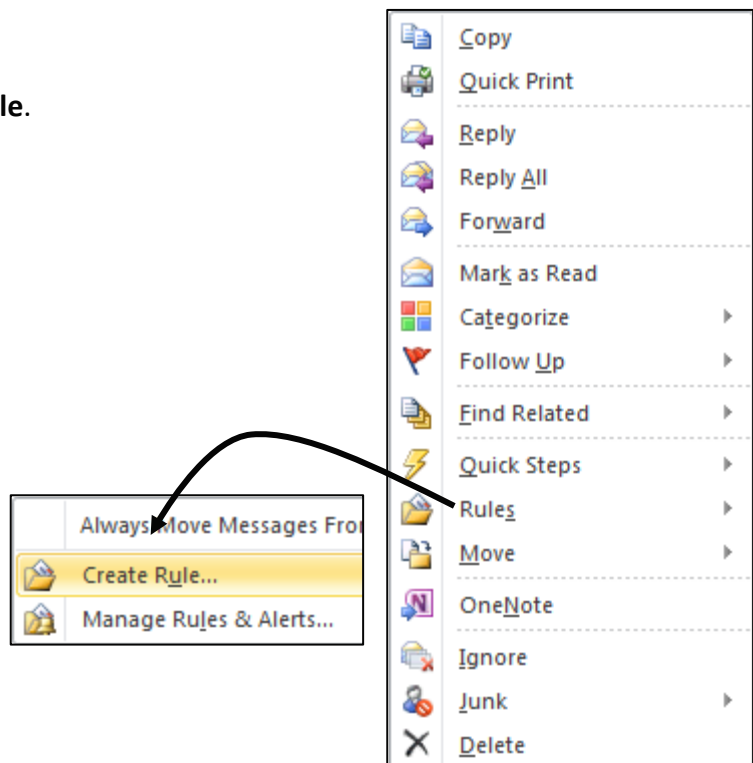 le.
Copy
Quick Print
Reply
Reply All
Forward
Mark as Read
Categorize
Follow Up
Find Related
Quick Steps
Rules
Move
OneNote
Ignore
Junk
Delete
Always Move Messages Fro
Create Rule...
Manage Rules & Alerts...